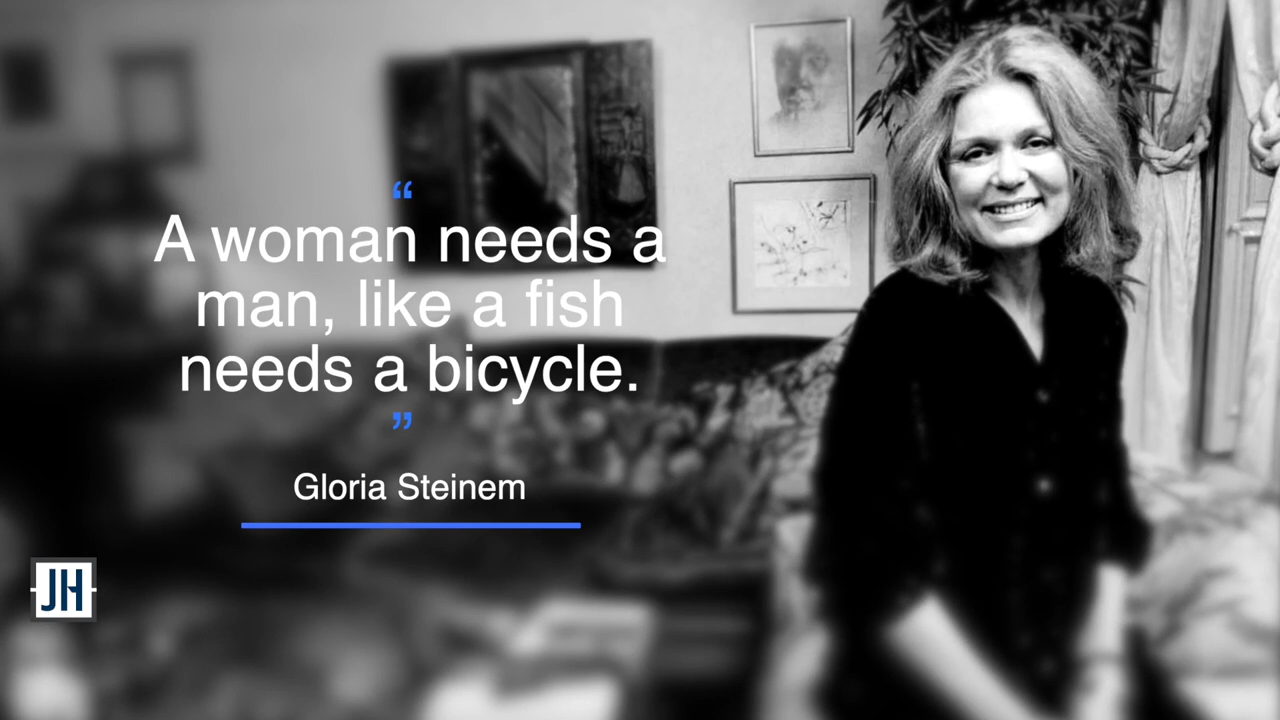 “
A woman needs a
man, like a fish
needs a bicycle.
”
Gloria Steinem
JH